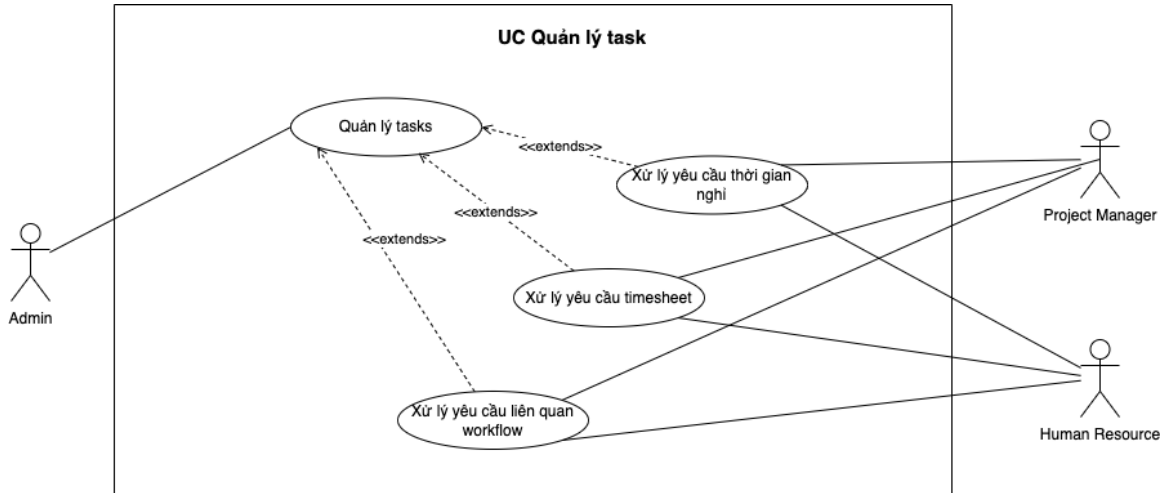 UC Quản lý task
Quản lý tasks
<<extends>>
Xử lý yêu cầu thời gian
nghỉ
Project Manager
<<extends>>
<<extends>>
Xử lý yêu cầu timesheet
Admin
Xử lý yêu cầu liên quan
workflow
Human Resource